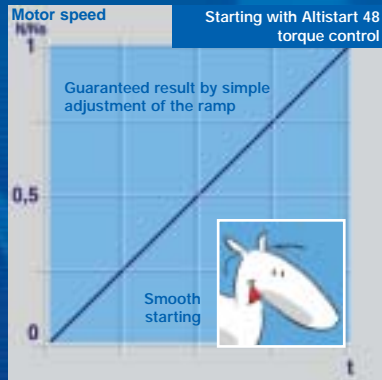 Motor speed
N/Ns
Starting with Altistart 48
torque control
1
Guaranteed result by simple
adjustment of the ramp
0,5
Smooth
starting
0
t